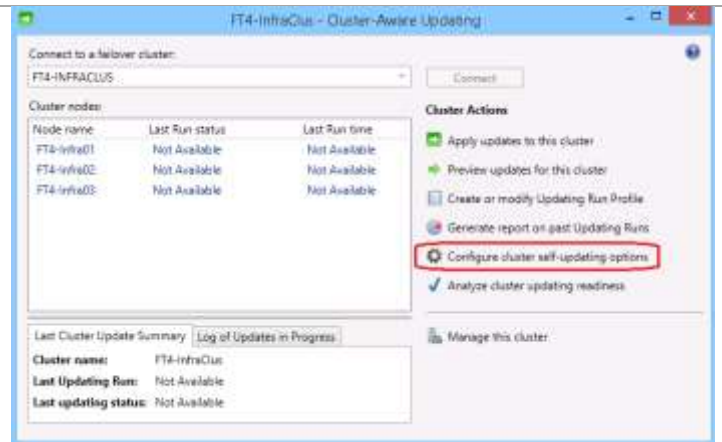 FT4-InfraClus - Cluster-Aware Updating
Connect to a failover cluster:
FT4-INFRACLUS
Connect
Cluster nodes:
Node name Last Run status Last Run time
FT4-Infra01 Not Available Not Available
FT4-Infra02 Not Available Not Available
FT4-Infra03 Not Available Not Available
Cluster Actions
Apply updates to this cluster
Preview updates for this cluster
Create or modify Updating Run Profile
Generate report on past Updating Runs
Configure cluster self-updating options
Analyze cluster updating readiness
Manage this cluster
Last Cluster Update Summary Log of Updates in Progress
Cluster name: FT4-InfraClus
Last Updating Run: Not Available
Last updating status: Not Available